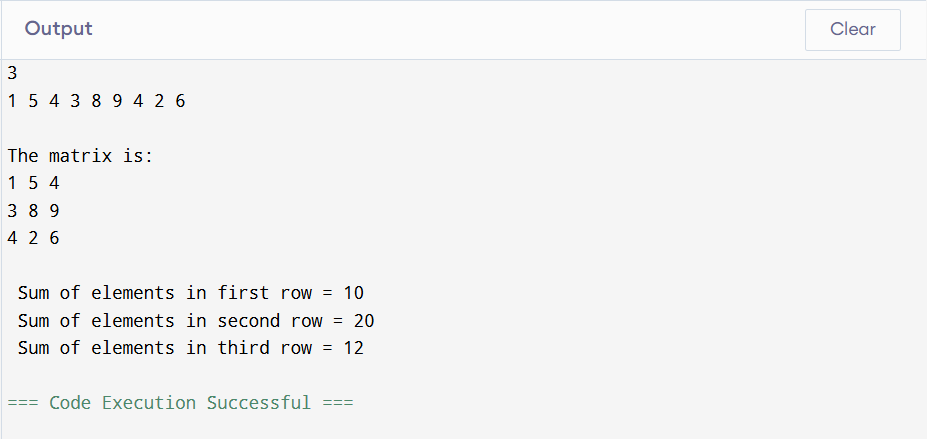 Output
Clear
3
1 5 4 3 8 9 4 2 6
The matrix is:
1 5 4
3 8 9
4 2 6
Sum of elements in first row = 10
Sum of elements in second row = 20
Sum of elements in third row = 12
=== Code Execution Successful ===